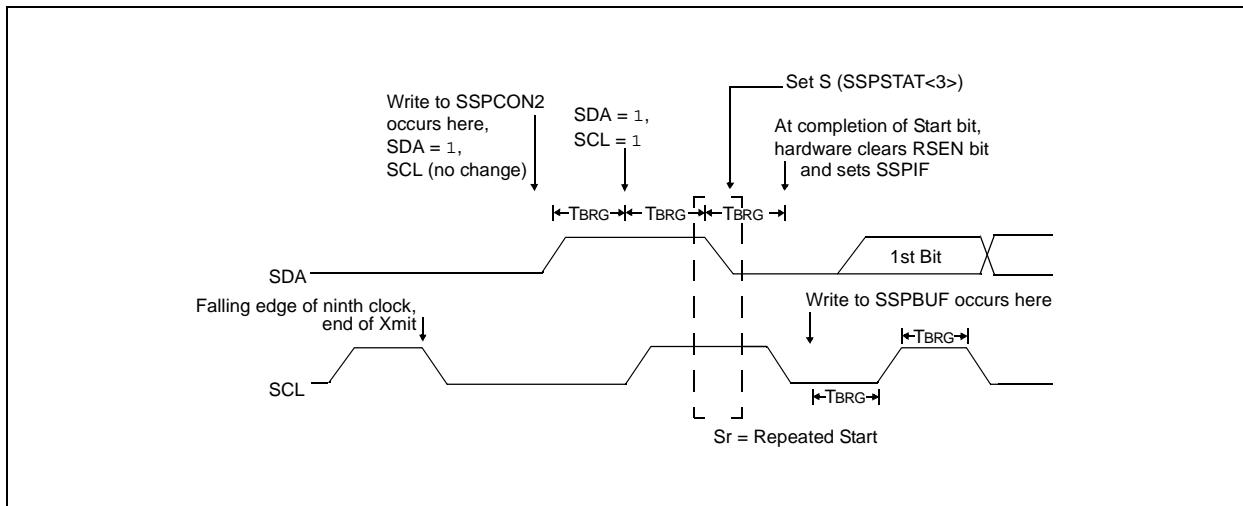 Set S (SSPSTAT<3>)
Write to SSPCON2
occurs here,
SDA = 1,
SCL (no change)
SDA = 1,
SCL = 1
At completion of Start bit,
hardware clears RSEN bit
and sets SSPIF
TBRG
TBRG
TBRG
SDA
1st Bit
Falling edge of ninth clock,
end of Xmit
Write to SSPBUF occurs here
TBRG
SCL
TBRG
Sr = Repeated Start